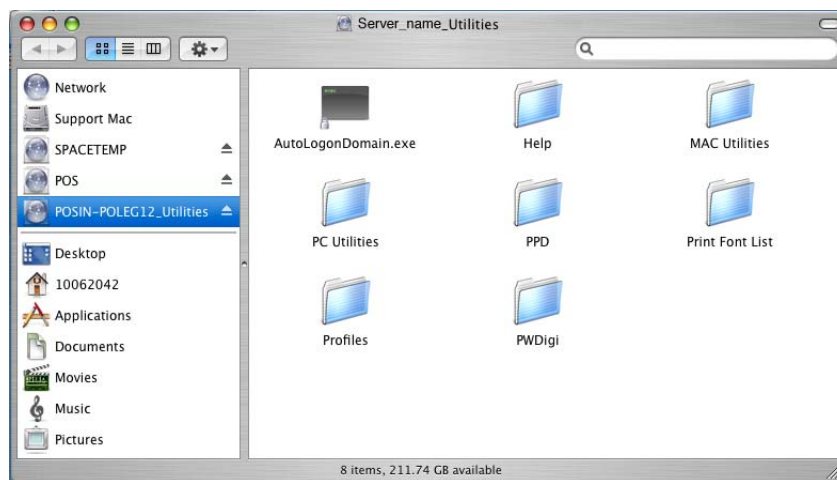 Server_name_Utilities
Network
Support Mac
SPACETEMP
POS
POSIN-POLEG12_Utilities
Desktop
10062042
Applications
Documents
Movies
Music
Pictures
AutoLogonDomain.exe
Help
MAC Utilities
PC Utilities
PPD
Print Font List
Profiles
PWDigi
8 items, 211.74 GB available